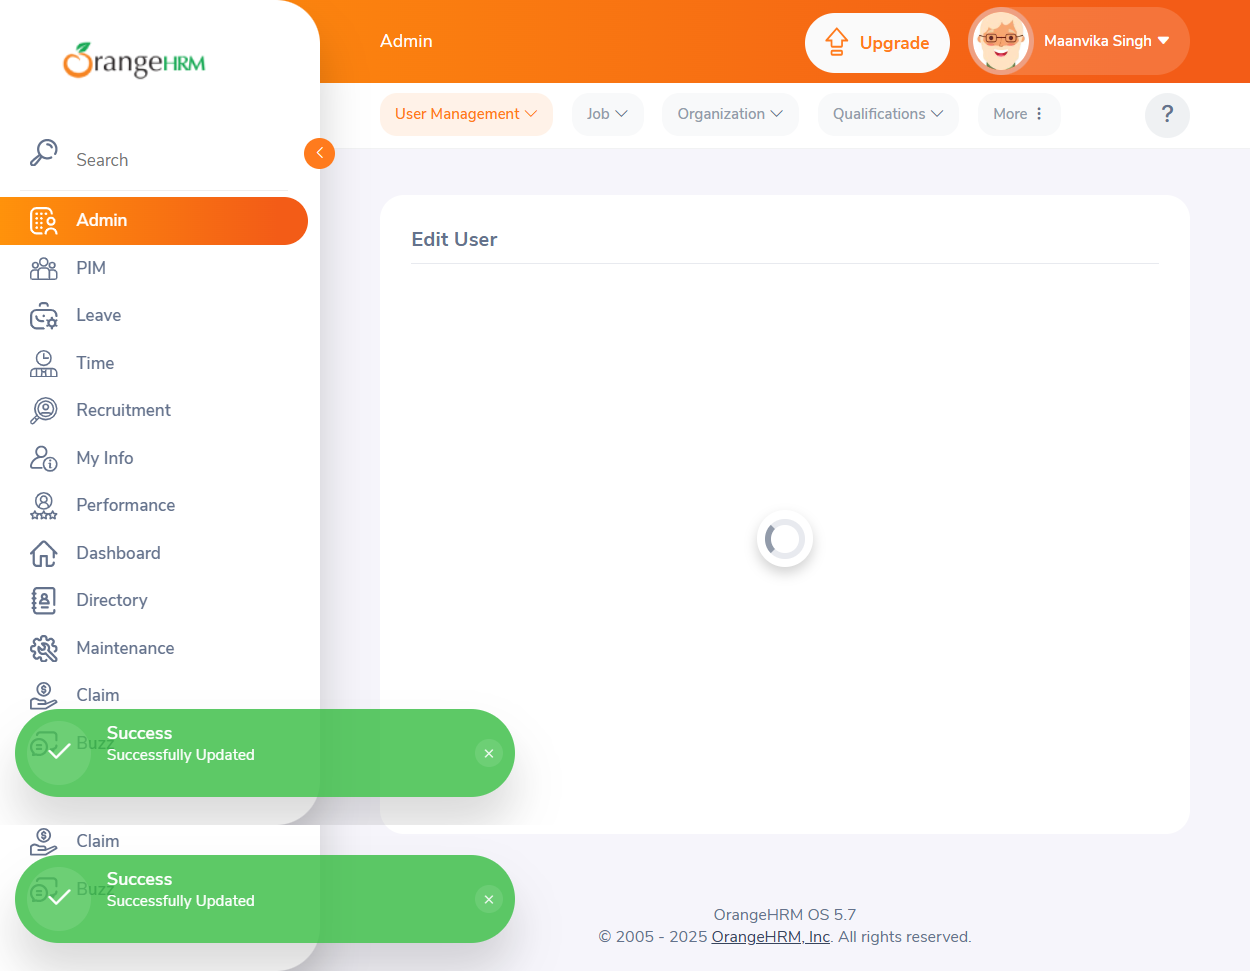 OrangeHRM
Admin
Upgrade
Maanvika Singh
User Management
Job
Organization
Qualifications
More
?
Search
Admin
PIM
Leave
Time
Recruitment
My Info
Performance
Dashboard
Directory
Maintenance
Claim
Buzz
Edit User
Success
Successfully Updated
Claim
Buzz
Success
Successfully Updated
OrangeHRM OS 5.7
© 2005 - 2025 OrangeHRM, Inc. All rights reserved.